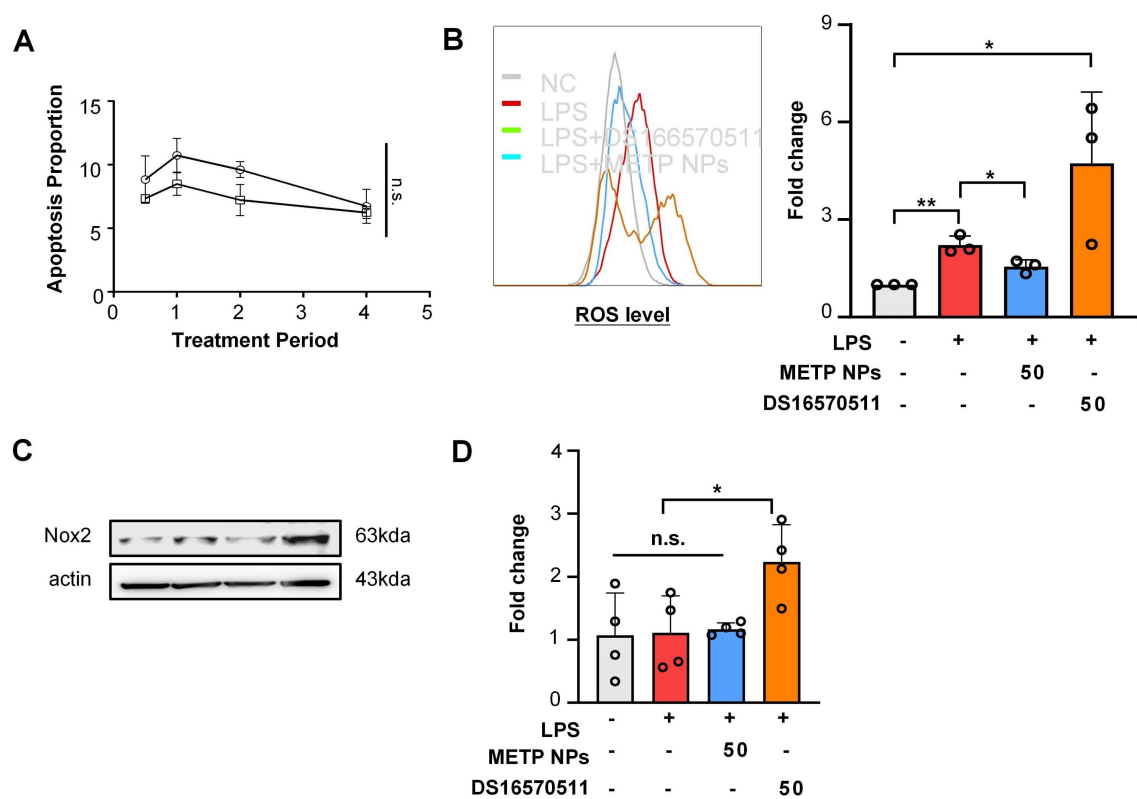 A
Apoptosis Proportion
15
10
5
0
0
1
2
3
4
5
n.s.
Treatment Period
B
NC
LPS
LPS+DS166570511
LPS+METP NPs
ROS level
Fold change
9
6
3
0
*
**
*
LPS - + + +
METP NPs - - 50 -
DS16570511 - - - 50
C
Nox2 63kda
actin 43kda
D
Fold change
4
3
2
1
0
*
n.s.
LPS - + + +
METP NPs - - 50 -
DS16570511 - - - 50